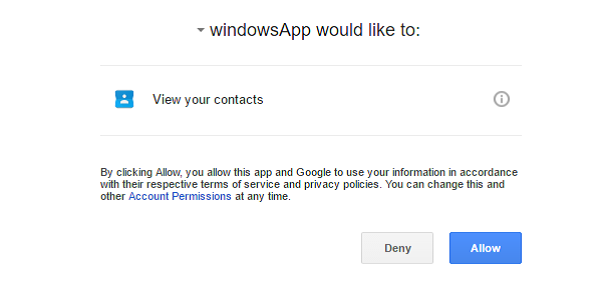 windowsApp would like to:
View your contacts
By clicking Allow, you allow this app and Google to use your information in accordance
with their respective terms of service and privacy policies. You can change this and
other Account Permissions at any time.
Deny
Allow